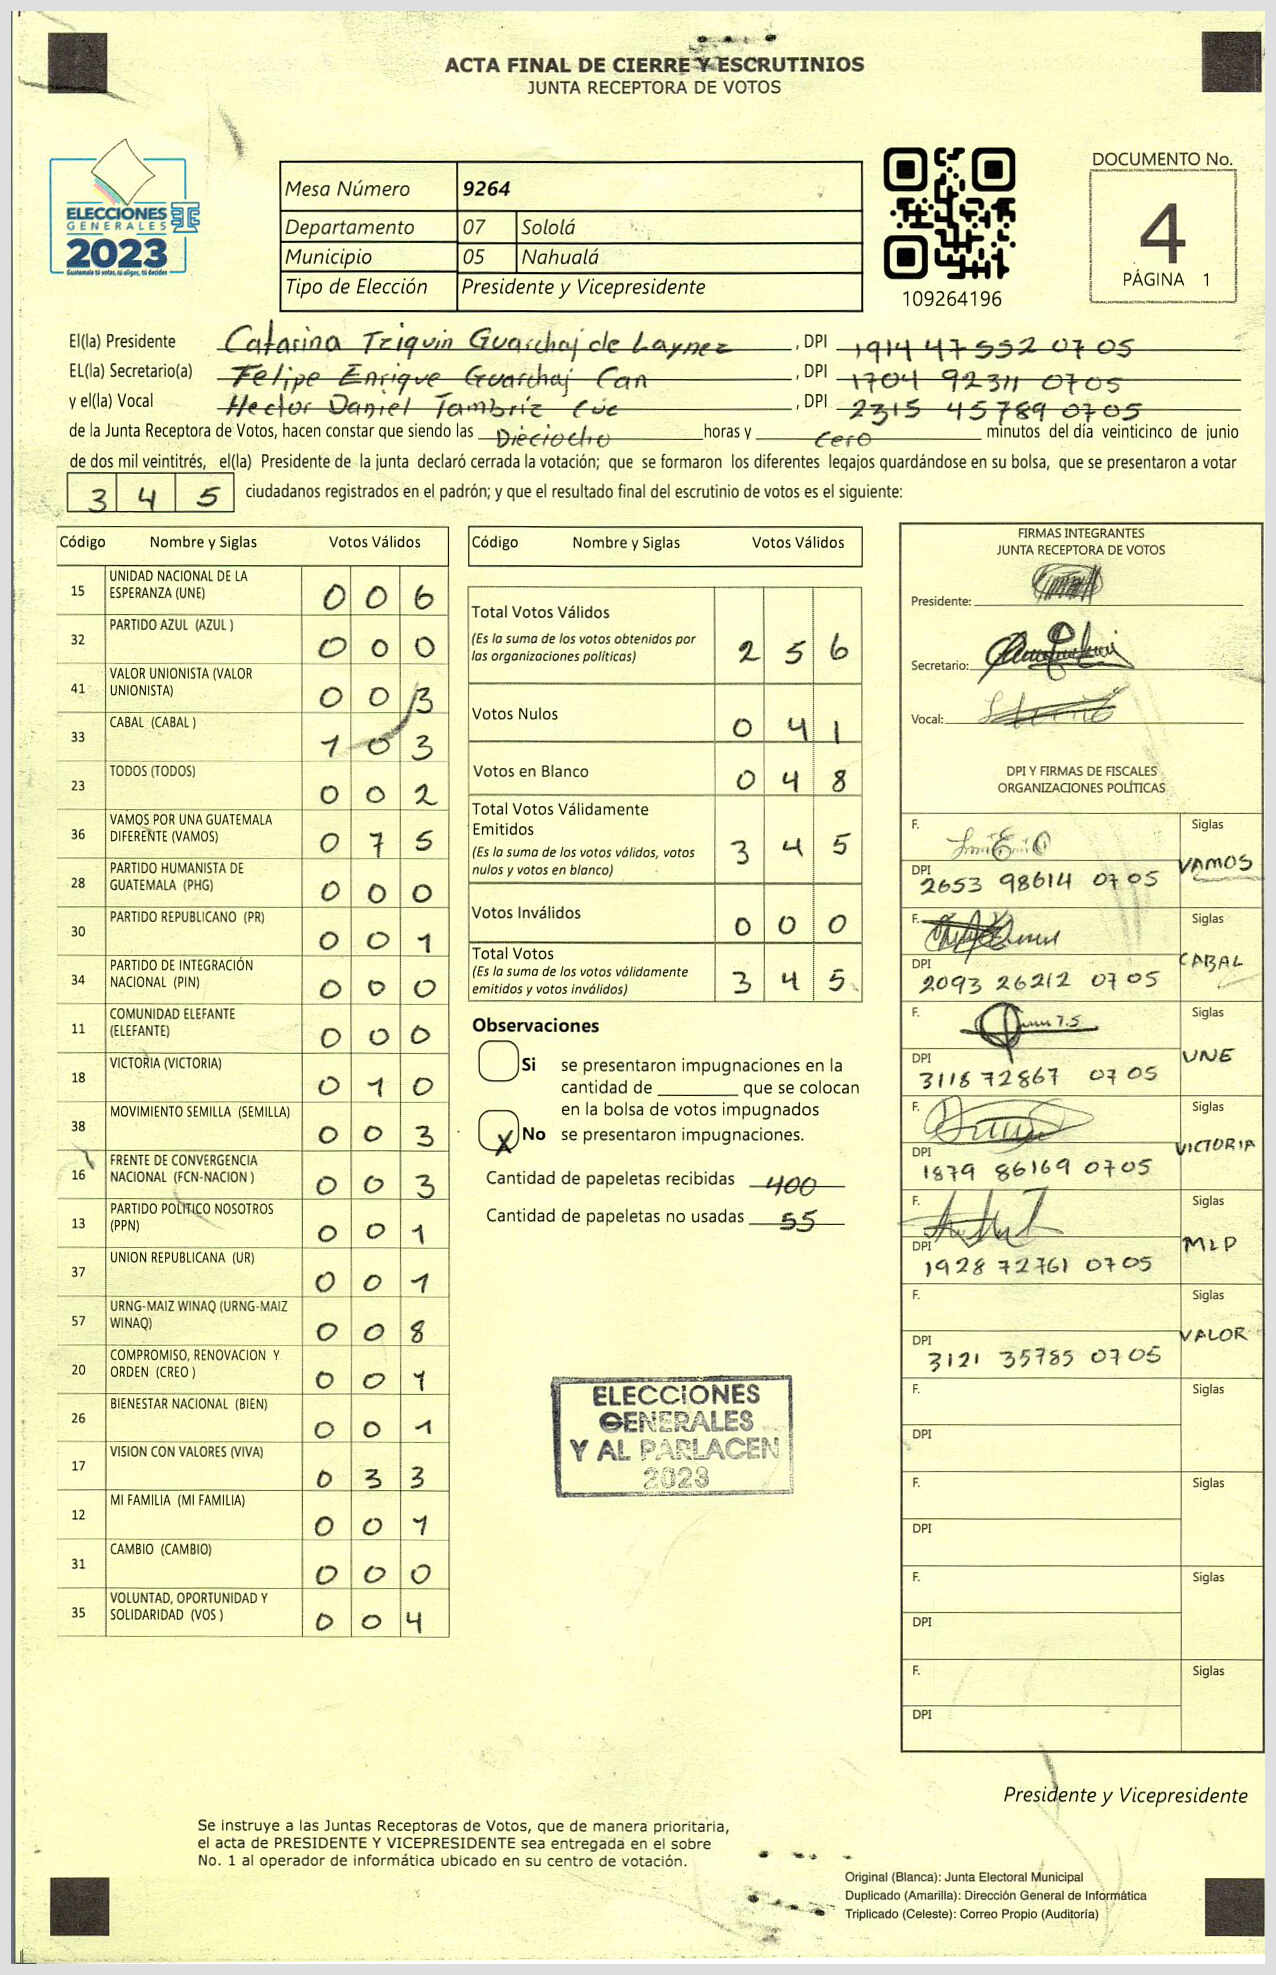 ACTA FINAL DE CIERRE Y ESCRUTINIOS
JUNTA RECEPTORA DE VOTOS
ELECCIONES
GENERALES
2023
Guatemala tú votas, tú eliges, tú decides
Mesa Número 9264
Departamento 07 Sololá
Municipio 05 Nahualá
Tipo de Elección Presidente y Vicepresidente
109264196
DOCUMENTO No.
4
PÁGINA 1
El(la) Presidente Catarina Tziquin Guarchaj de Laynez, DPI 1914 47552 0705
EL(la) Secretario(a) Felipe Enrique Guarchaj Can, DPI 1704 92311 0705
y el(la) Vocal Hector Daniel Tambriz Cúc, DPI 2315 45789 0705
de la Junta Receptora de Votos, hacen constar que siendo las Dieciocho horas y cero minutos del día veinticinco de junio
de dos mil veintitrés, el(la) Presidente de la junta declaró cerrada la votación; que se formaron los diferentes legajos quardándose en su bolsa, que se presentaron a votar
3 4 5 ciudadanos registrados en el padrón; y que el resultado final del escrutinio de votos es el siguiente:
Código Nombre y Siglas Votos Válidos
15 UNIDAD NACIONAL DE LA ESPERANZA (UNE) 0 0 6
32 PARTIDO AZUL (AZUL ) 0 0 0
41 VALOR UNIONISTA (VALOR UNIONISTA) 0 0 3
33 CABAL (CABAL ) 1 0 3
23 TODOS (TODOS) 0 0 2
36 VAMOS POR UNA GUATEMALA DIFERENTE (VAMOS) 0 7 5
28 PARTIDO HUMANISTA DE GUATEMALA (PHG) 0 0 0
30 PARTIDO REPUBLICANO (PR) 0 0 1
34 PARTIDO DE INTEGRACIÓN NACIONAL (PIN) 0 0 0
11 COMUNIDAD ELEFANTE (ELEFANTE) 0 0 0
18 VICTORIA (VICTORIA) 0 1 0
38 MOVIMIENTO SEMILLA (SEMILLA) 0 0 3
16 FRENTE DE CONVERGENCIA NACIONAL (FCN-NACION ) 0 0 3
13 PARTIDO POLITICO NOSOTROS (PPN) 0 0 1
37 UNION REPUBLICANA (UR) 0 0 1
57 URNG-MAIZ WINAQ (URNG-MAIZ WINAQ) 0 0 8
20 COMPROMISO, RENOVACION Y ORDEN (CREO ) 0 0 1
26 BIENESTAR NACIONAL (BIEN) 0 0 1
17 VISION CON VALORES (VIVA) 0 3 3
12 MI FAMILIA (MI FAMILIA) 0 0 1
31 CAMBIO (CAMBIO) 0 0 0
35 VOLUNTAD, OPORTUNIDAD Y SOLIDARIDAD (VOS ) 0 0 4
Código Nombre y Siglas Votos Válidos
Total Votos Válidos 2 5 6
(Es la suma de los votos obtenidos por
las organizaciones políticas)
Votos Nulos 0 4 1
Votos en Blanco 0 4 8
Total Votos Válidamente
Emitidos 3 4 5
(Es la suma de los votos válidos, votos
nulos y votos en blanco)
Votos Inválidos 0 0 0
Total Votos 3 4 5
(Es la suma de los votos válidamente
emitidos y votos inválidos)
Observaciones
Si se presentaron impugnaciones en la
cantidad de ________ que se colocan
en la bolsa de votos impugnados
X No se presentaron impugnaciones.
Cantidad de papeletas recibidas 400
Cantidad de papeletas no usadas 55
ELECCIONES
GENERALES
Y AL PARLACEN
2023
FIRMAS INTEGRANTES
JUNTA RECEPTORA DE VOTOS
Presidente:
Secretario:
Vocal:
DPI Y FIRMAS DE FISCALES
ORGANIZACIONES POLÍTICAS
F. Siglas
DPI 2653 98614 0705 VAMOS
F. Siglas
DPI 2093 26212 0705 CABAL
F. Siglas
DPI 3118 72867 0705 UNE
F. Siglas
DPI 1879 86169 0705 VICTORIA
F. Siglas
DPI 1928 72761 0705 MLP
F. Siglas
DPI 3121 35785 0705 VALOR
F. Siglas
DPI
F. Siglas
DPI
F. Siglas
DPI
F. Siglas
DPI
Presidente y Vicepresidente
Se instruye a las Juntas Receptoras de Votos, que de manera prioritaria,
el acta de PRESIDENTE Y VICEPRESIDENTE sea entregada en el sobre
No. 1 al operador de informática ubicado en su centro de votación.
Original (Blanca): Junta Electoral Municipal
Duplicado (Amarilla): Dirección General de Informática
Triplicado (Celeste): Correo Propio (Auditoría)